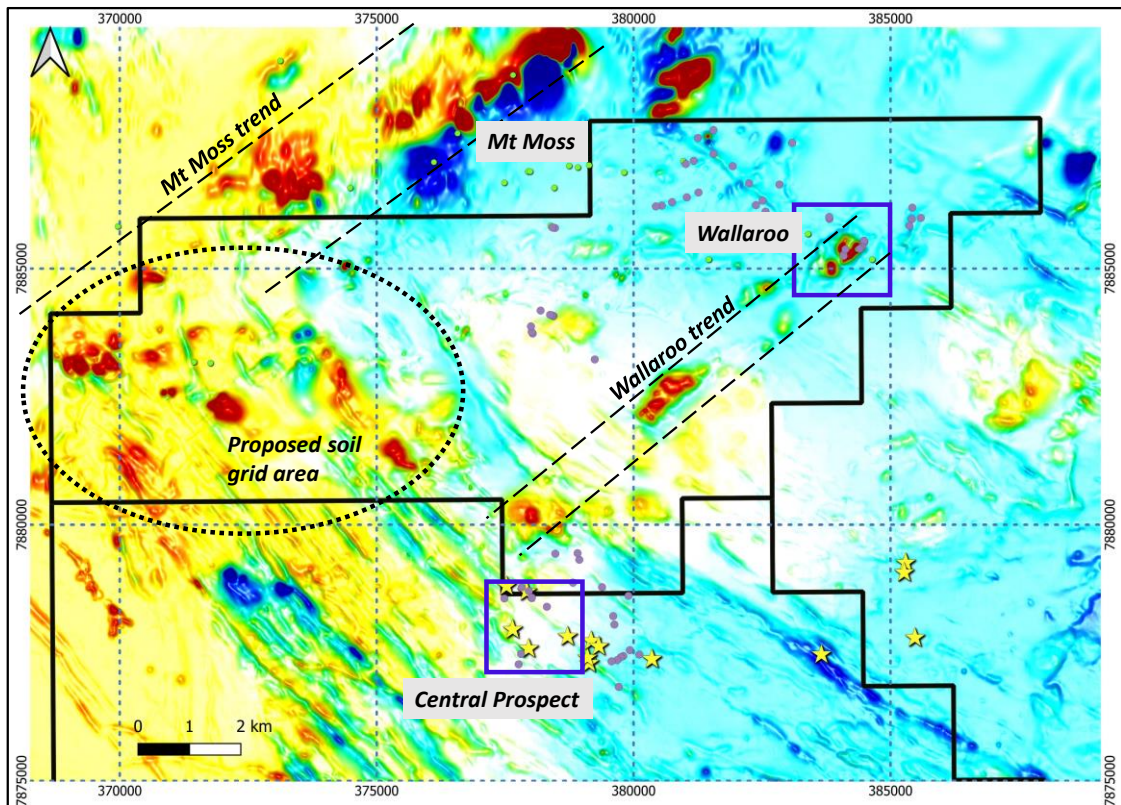 370000 375000 380000 385000
Mt Moss trend
Mt Moss
Wallaroo
7885000 7885000
Wallaroo trend
Proposed soil
grid area
7880000 7880000
Central Prospect
0 1 2 km
7875000 7875000
370000 375000 380000 385000